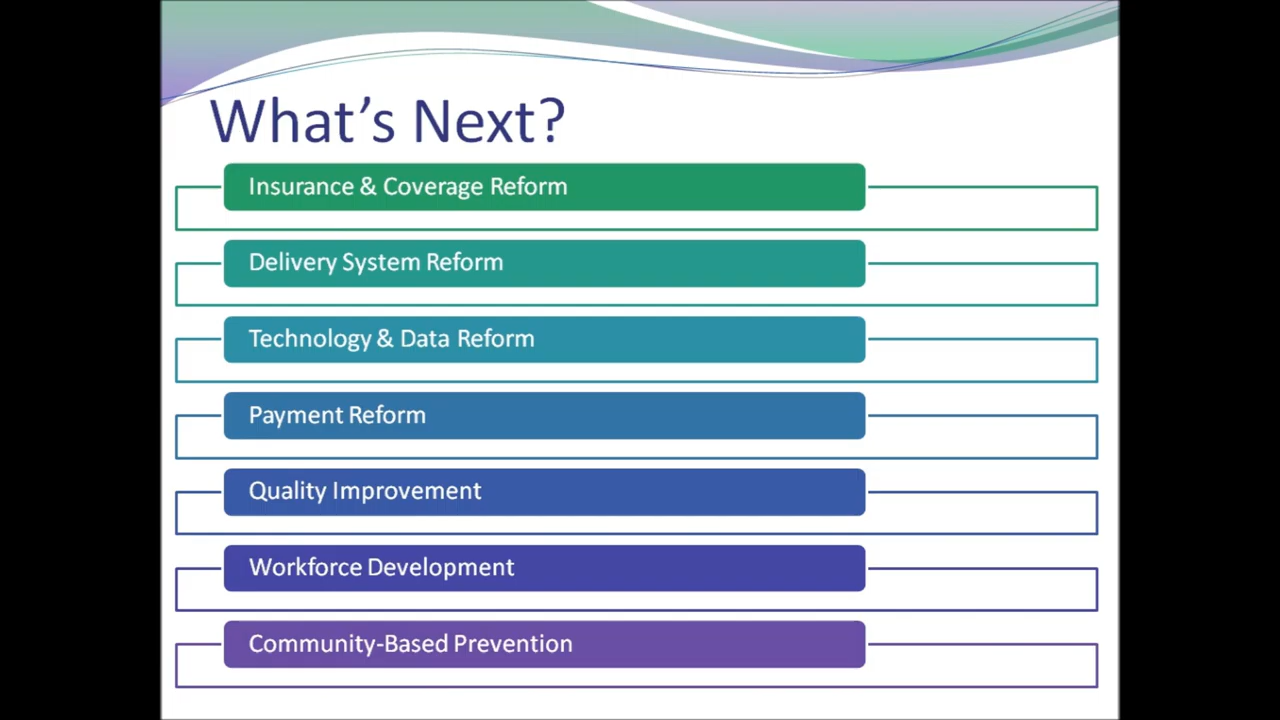 What’s Next?
Insurance & Coverage Reform
Delivery System Reform
Technology & Data Reform
Payment Reform
Quality Improvement
Workforce Development
Community-Based Prevention